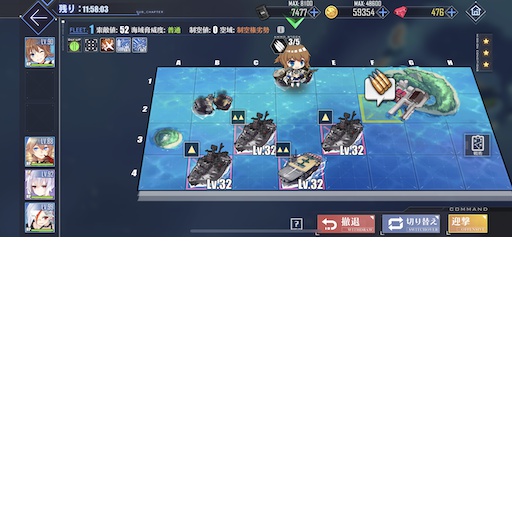 残り：11:58:03
MAX: 8100
7477
MAX: 48600
59354
476
FLEET 1 索敵値: 52 海域脅威度: 普通 制空値: 0 空域: 制空権劣勢
3/5
A B C D E F G H
1
2
3
4
Lv.32
Lv.32
Lv.32
Lv.32
COMMAND
?
撤退
WITHDRAW
切り替え
SWITCHOVER
迎撃